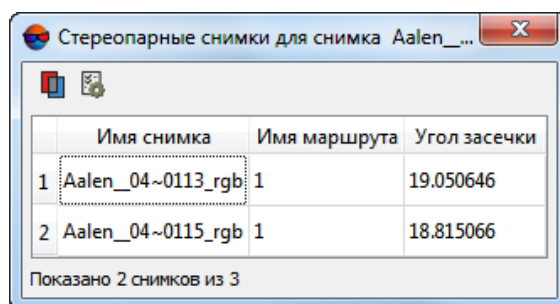 Стереопарные снимки для снимка Aalen__...
Имя снимка Имя маршрута Угол засечки
1 Aalen__04~0113_rgb 1 19.050646
2 Aalen__04~0115_rgb 1 18.815066
Показано 2 снимков из 3